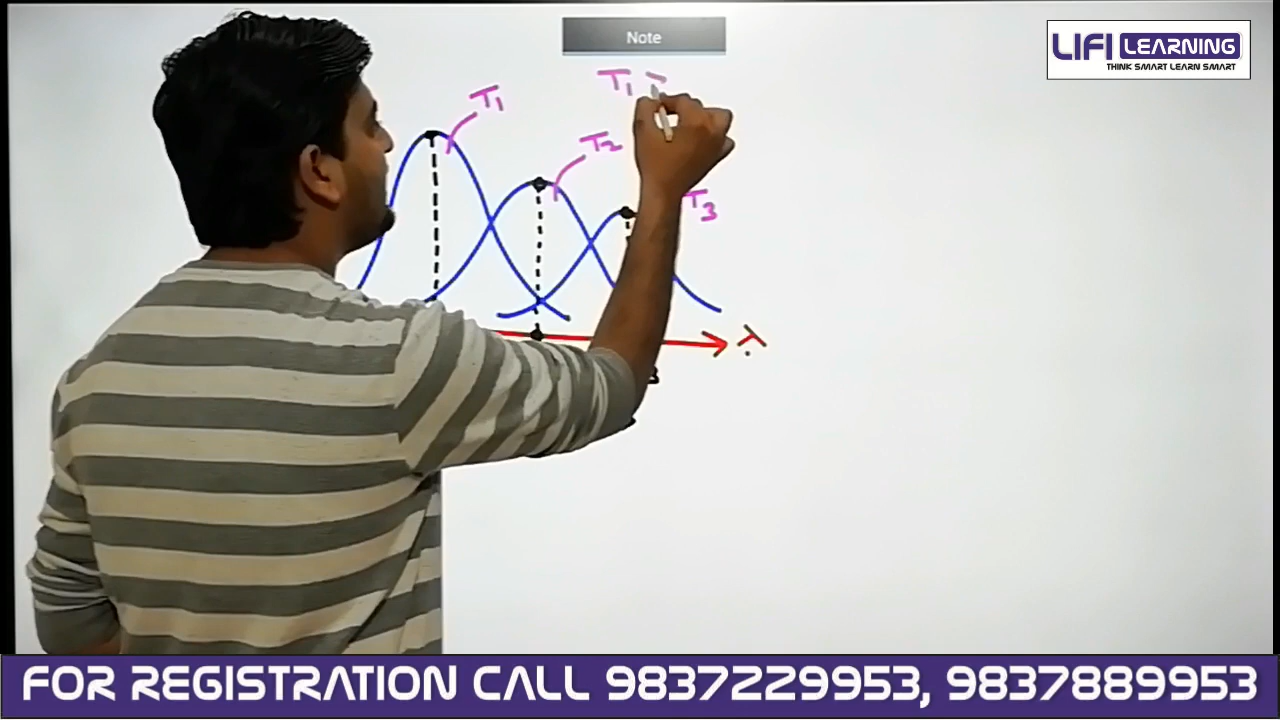 Note
LIFI LEARNING
THINK SMART LEARN SMART
T1 >
T1
T2
T3
λ
FOR REGISTRATION CALL 9837229953, 9837889953